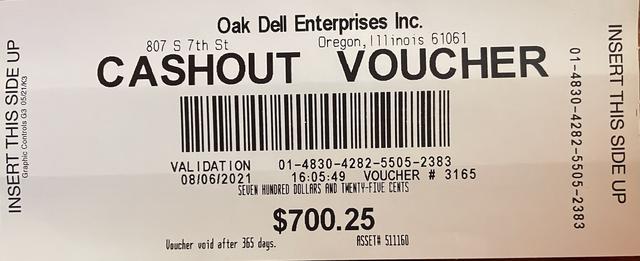 Oak Dell Enterprises Inc.
807 S 7th St Oregon, Illinois 61061
CASHOUT VOUCHER
VALIDATION 01-4830-4282-5505-2383
08/06/2021 16:05:49 VOUCHER # 3165
SEVEN HUNDRED DOLLARS AND TWENTY-FIVE CENTS
$700.25
Voucher void after 365 days. ASSET# 511160
INSERT THIS SIDE UP
Graphic Controls G3 05/21/K3
01-4830-4282-5505-2383
INSERT THIS SIDE UP